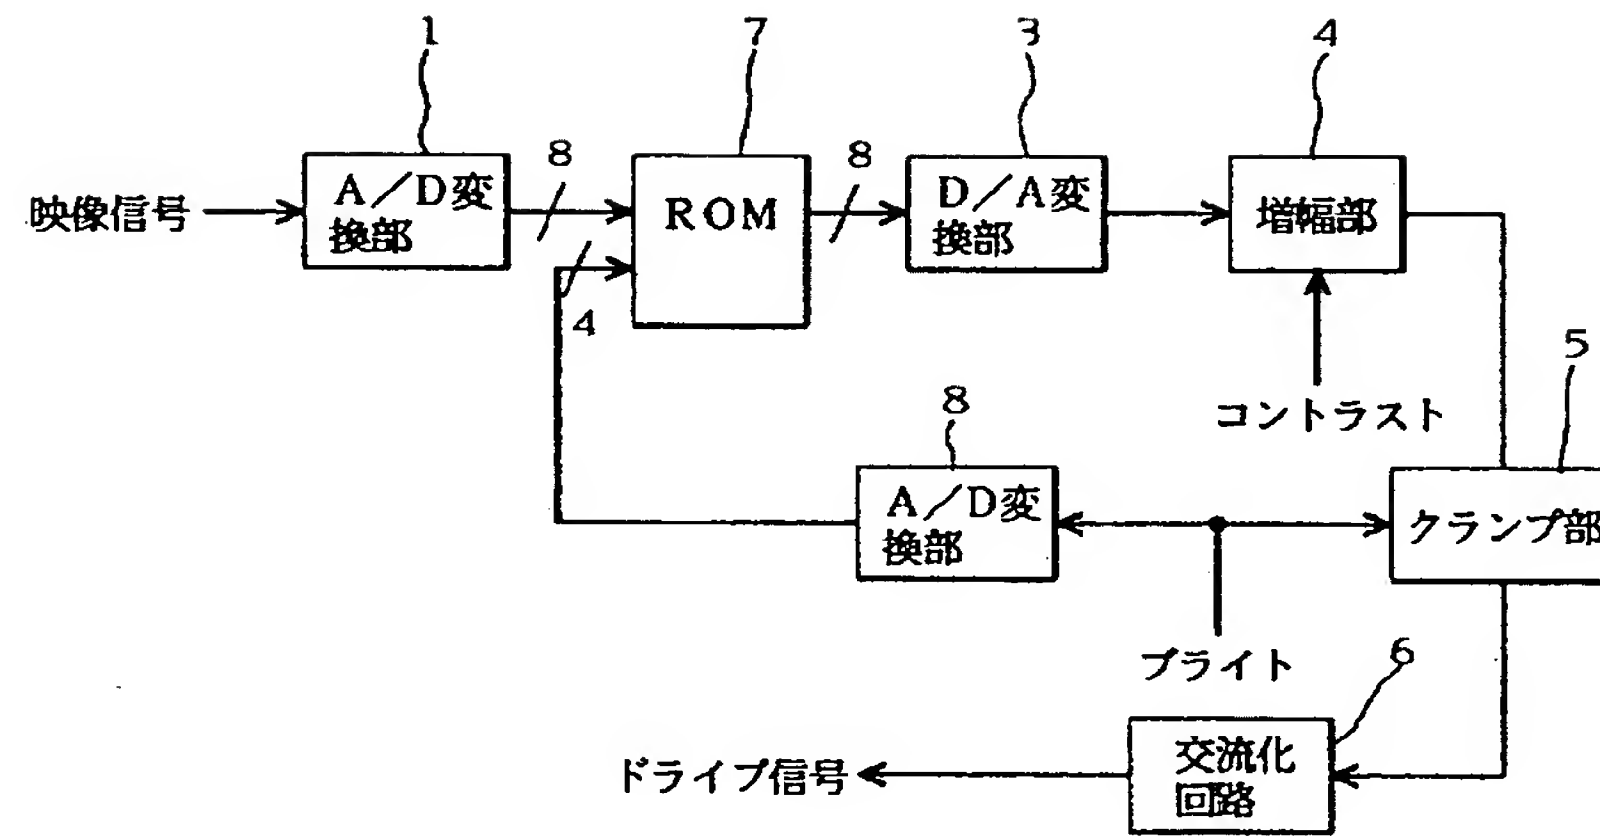 1
7
3
4
映像信号
A／D変
換部
8
ROM
8
D／A変
換部
増幅部
4
コントラスト
5
8
A／D変
換部
クランプ部
ブライト
6
交流化
回路
ドライブ信号